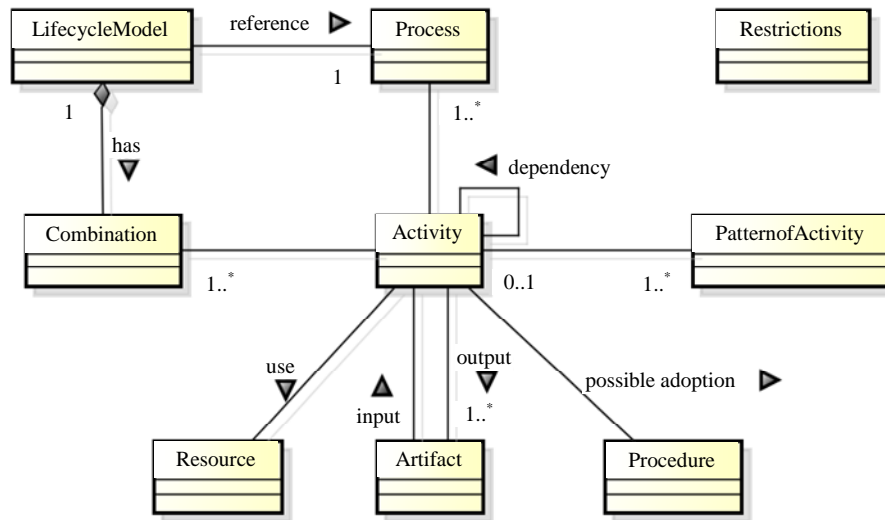 LifecycleModel
reference
Process
Restrictions
1
1
1..*
has
dependency
Combination
Activity
PatternofActivity
1..*
0..1
1..*
use
output
possible adoption
input
1..*
Resource
Artifact
Procedure